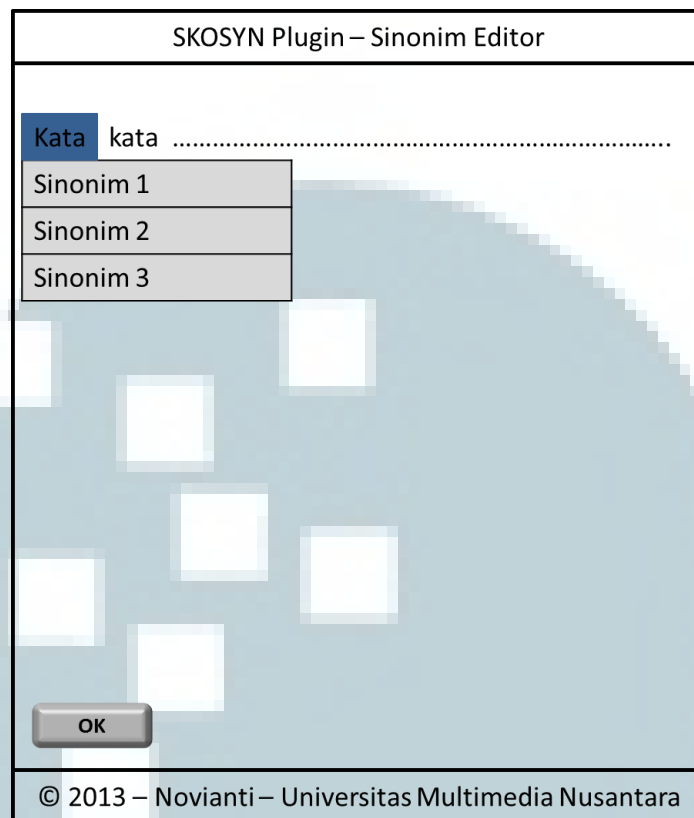 SKOSYN Plugin – Sinonim Editor
Kata kata ………………………………………………………………….
Sinonim 1
Sinonim 2
Sinonim 3
OK
© 2013 – Novianti – Universitas Multimedia Nusantara